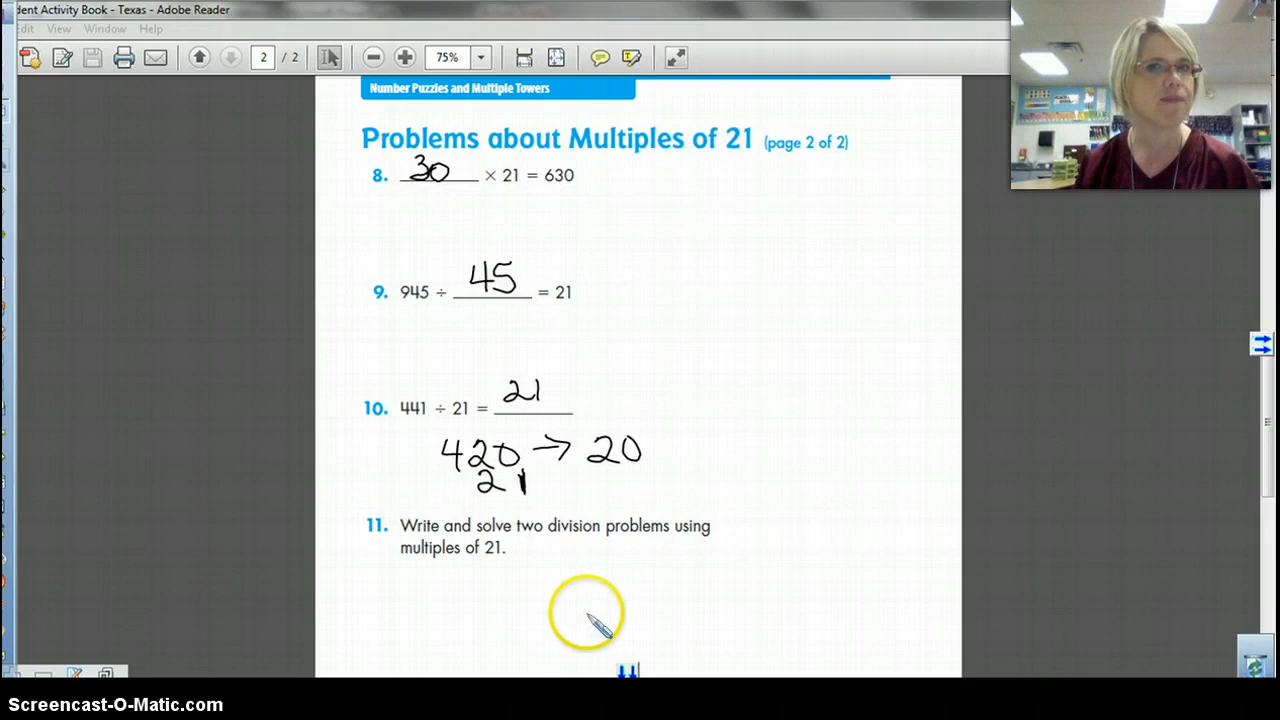 dent Activity Book - Texas - Adobe Reader
Edit View Window Help
2 / 2 75%
Number Puzzles and Multiple Towers
Problems about Multiples of 21 (page 2 of 2)
8. 30 × 21 = 630
9. 945 ÷ 45 = 21
10. 441 ÷ 21 = 21
420 → 20
21
11. Write and solve two division problems using
multiples of 21.
Screencast-O-Matic.com